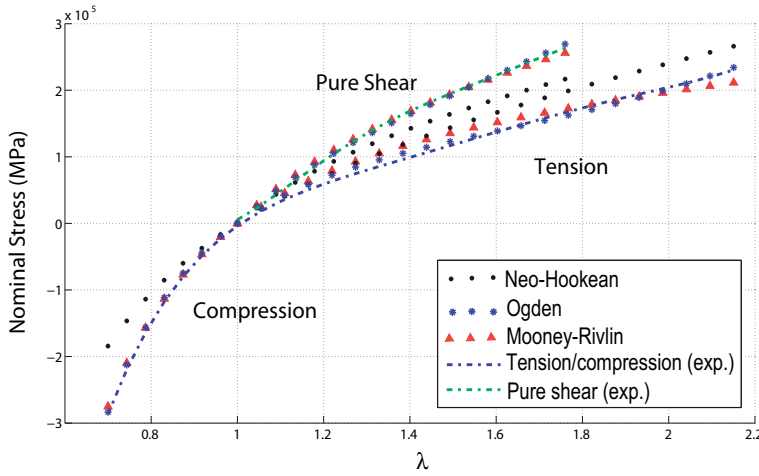 x 10^5
3
2
1
0
-1
-2
-3
Nominal Stress (MPa)
Pure Shear
Tension
Compression
Neo-Hookean
Ogden
Mooney-Rivlin
Tension/compression (exp.)
Pure shear (exp.)
0.8 1 1.2 1.4 1.6 1.8 2 2.2
λ